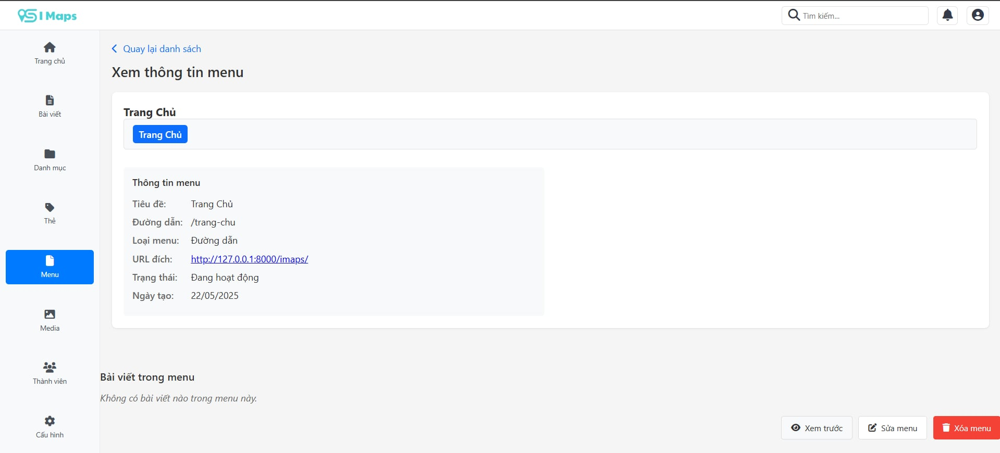 I Maps
Tìm kiếm...
Trang chủ
Bài viết
Danh mục
Thẻ
Menu
Media
Thành viên
Cấu hình
Quay lại danh sách
Xem thông tin menu
Trang Chủ
Trang Chủ
Thông tin menu
Tiêu đề: Trang Chủ
Đường dẫn: /trang-chu
Loại menu: Đường dẫn
URL đích: http://127.0.0.1:8000/imaps/
Trạng thái: Đang hoạt động
Ngày tạo: 22/05/2025
Bài viết trong menu
Không có bài viết nào trong menu này.
Xem trước
Sửa menu
Xóa menu